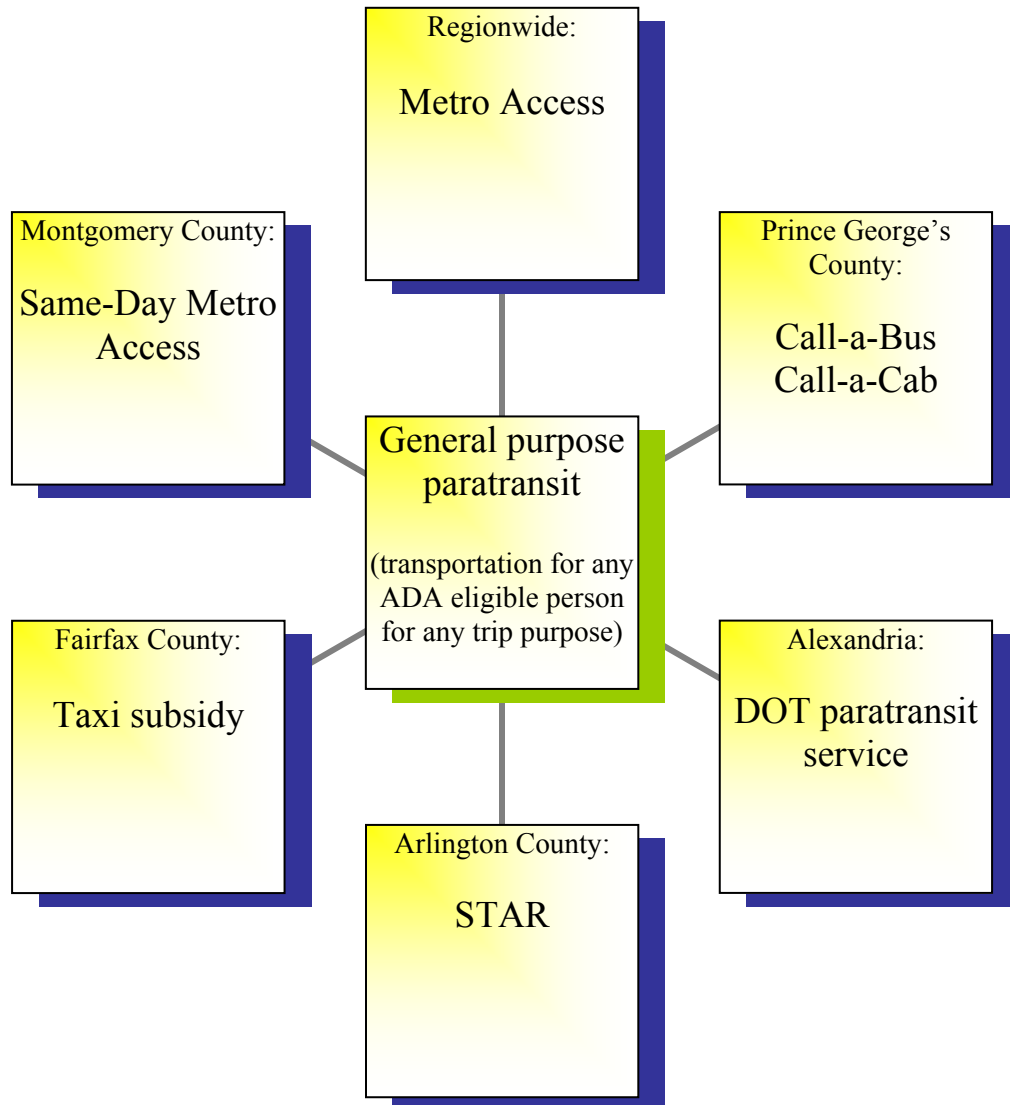 Regionwide:
Metro Access
Montgomery County:
Same-Day Metro
Access
Prince George’s
County:
Call-a-Bus
Call-a-Cab
General purpose
paratransit
(transportation for any
ADA eligible person
for any trip purpose)
Fairfax County:
Taxi subsidy
Alexandria:
DOT paratransit
service
Arlington County:
STAR